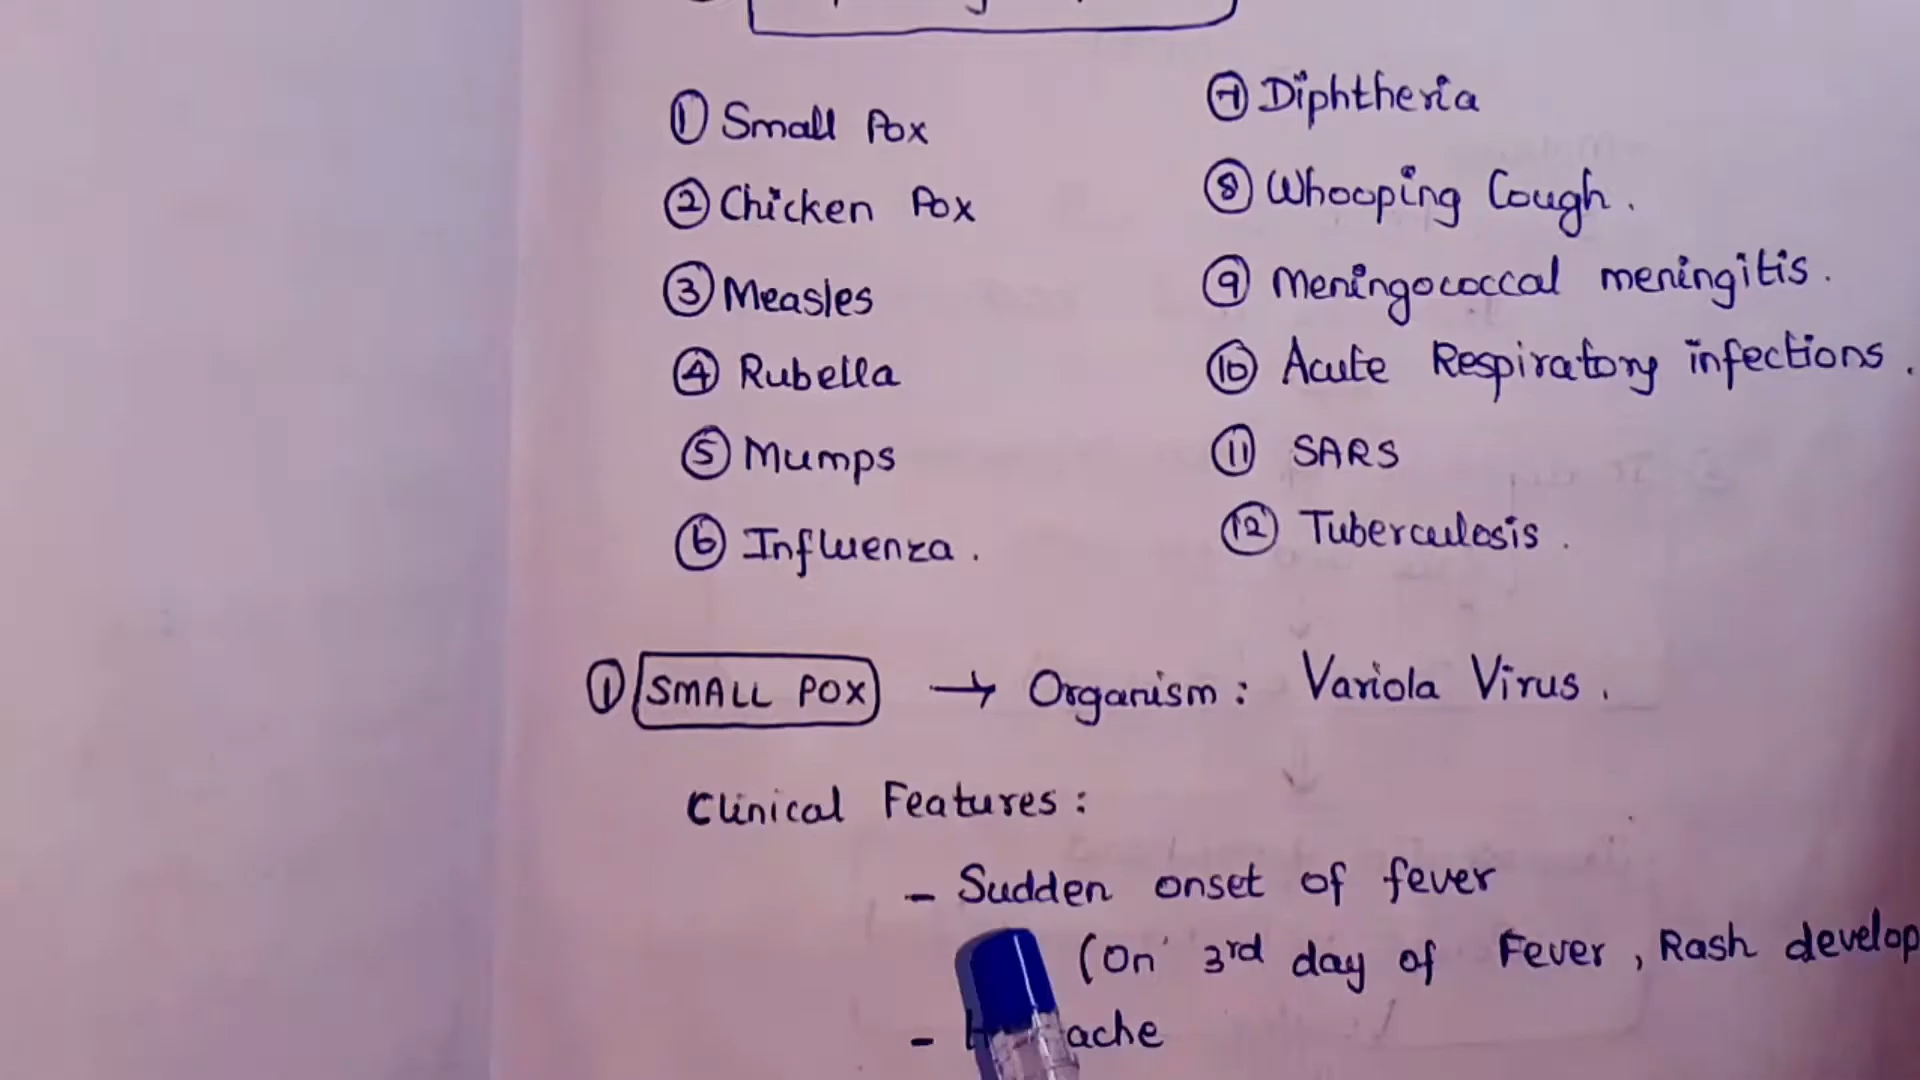 ① Small Pox
② Chicken Pox
③ Measles
④ Rubella
⑤ Mumps
⑥ Influenza.
⑦ Diphtheria
⑧ Whooping Cough.
⑨ Meningococcal meningitis.
⑩ Acute Respiratory infections.
⑪ SARS
⑫ Tuberculosis.
① SMALL POX → Organism: Variola Virus.
Clinical Features:
- Sudden onset of fever
(On 3rd day of Fever, Rash develop
-